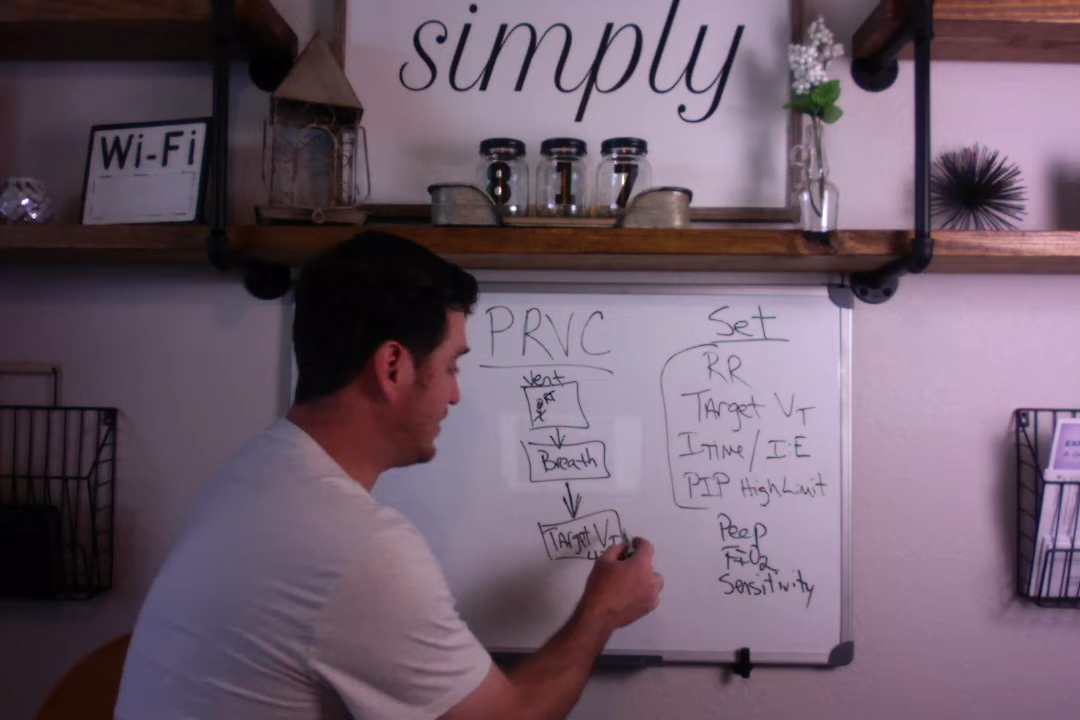 simply
Wi-Fi
8 1 7
PRVC
Vent
RT
Breath
Target VT
Set
RR
Target VT
I Time / I:E
PIP High Limit
Peep
FiO2
Sensitivity